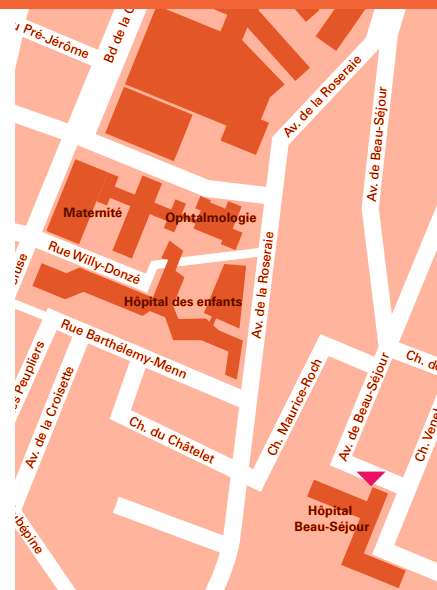 Pré-Jérôme
Bd de la
Av. de la Roseraie
Av. de Beau-Séjour
Maternité
Ophtalmologie
Rue Willy-Donzé
Av. de la Roseraie
Hôpital des enfants
Rue Barthélemy-Menn
Peupliers
Av. de la Croisette
Ch. Maurice-Roch
Av. de Beau-Séjour
Ch.
Ch.
Ch. du Châtelet
Hôpital
Beau-Séjour